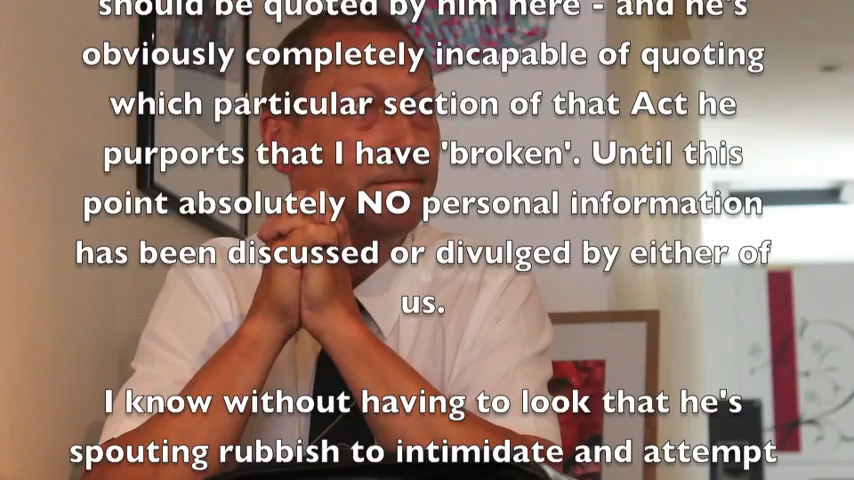 should be quoted by him here - and he's
obviously completely incapable of quoting
which particular section of that Act he
purports that I have 'broken'. Until this
point absolutely NO personal information
has been discussed or divulged by either of
us.
I know without having to look that he's
spouting rubbish to intimidate and attempt